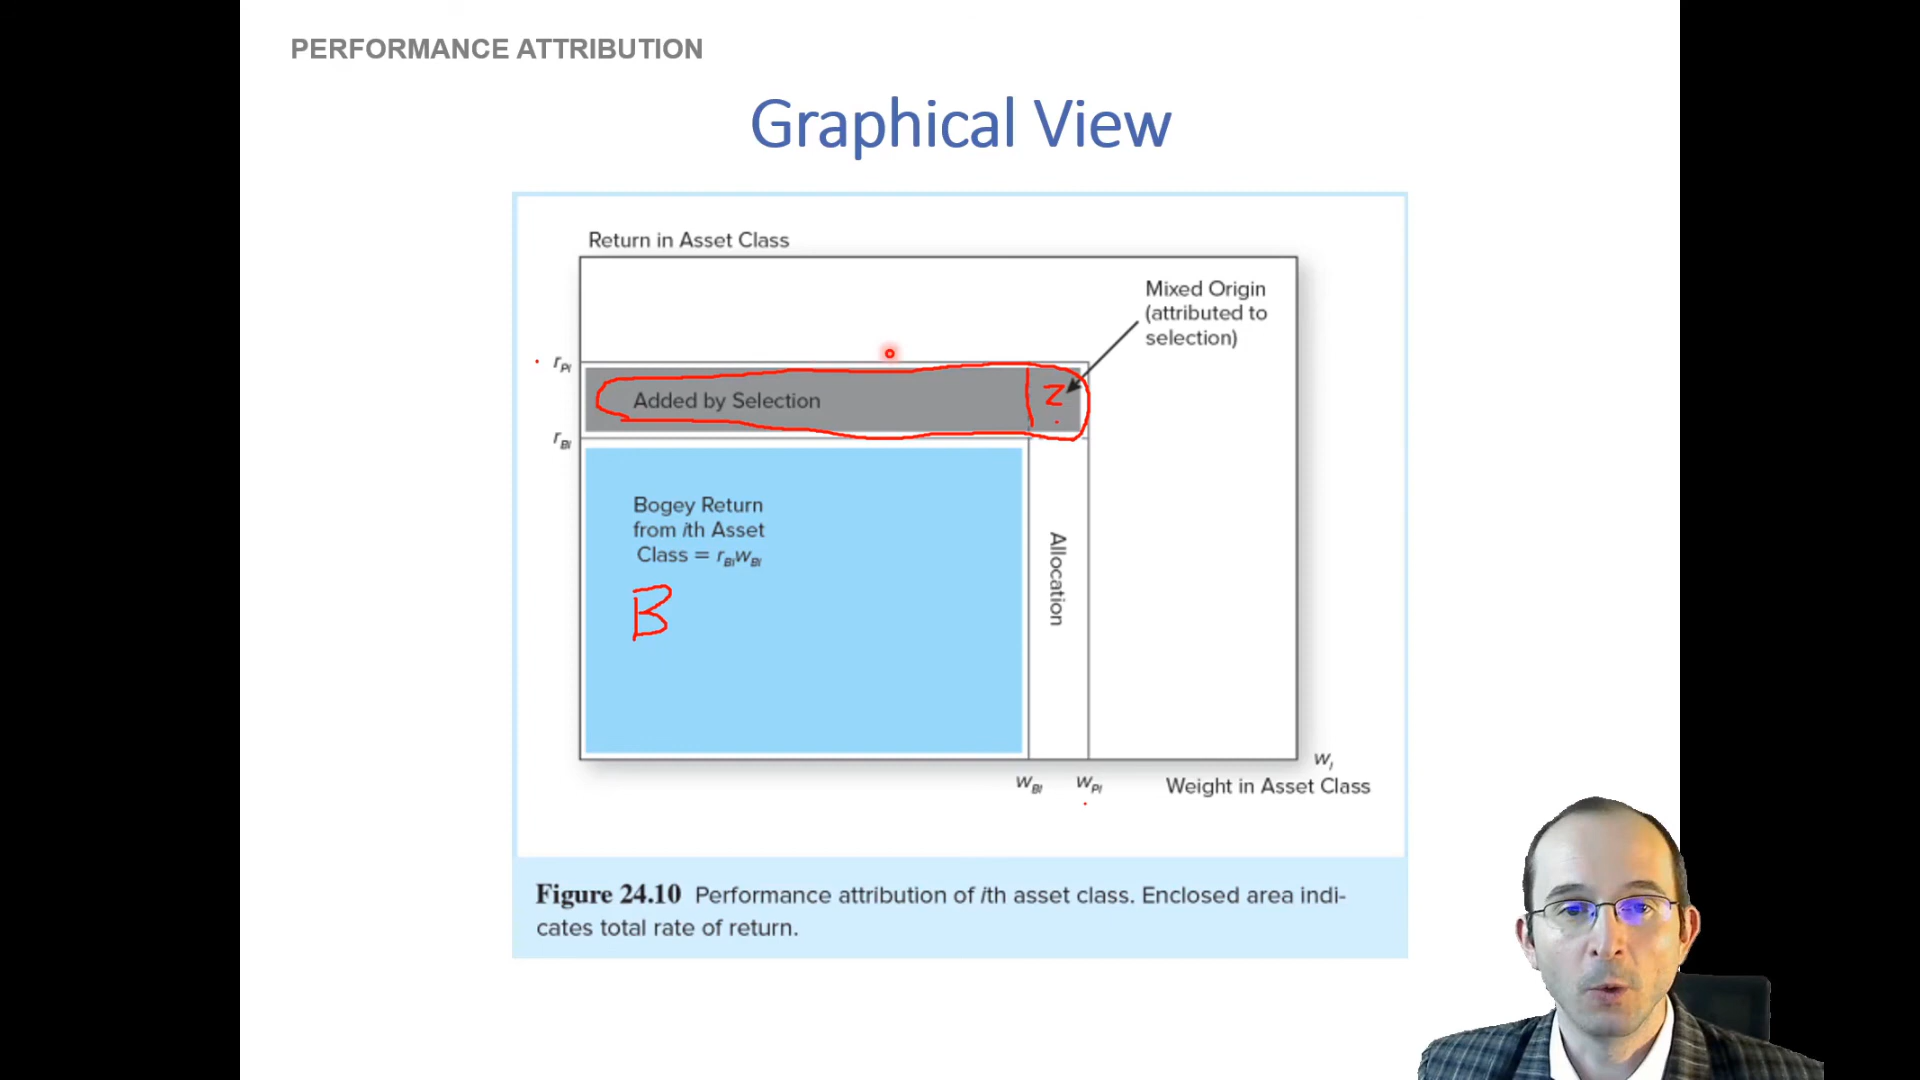 PERFORMANCE ATTRIBUTION
Graphical View
Return in Asset Class
Mixed Origin
(attributed to
selection)
r_Pi
Added by Selection
Z
r_Bi
Bogey Return
from ith Asset
Class = r_Bi w_Bi
B
Allocation
w_Bi
w_Pi
w_i
Weight in Asset Class
Figure 24.10 Performance attribution of ith asset class. Enclosed area indi-
cates total rate of return.